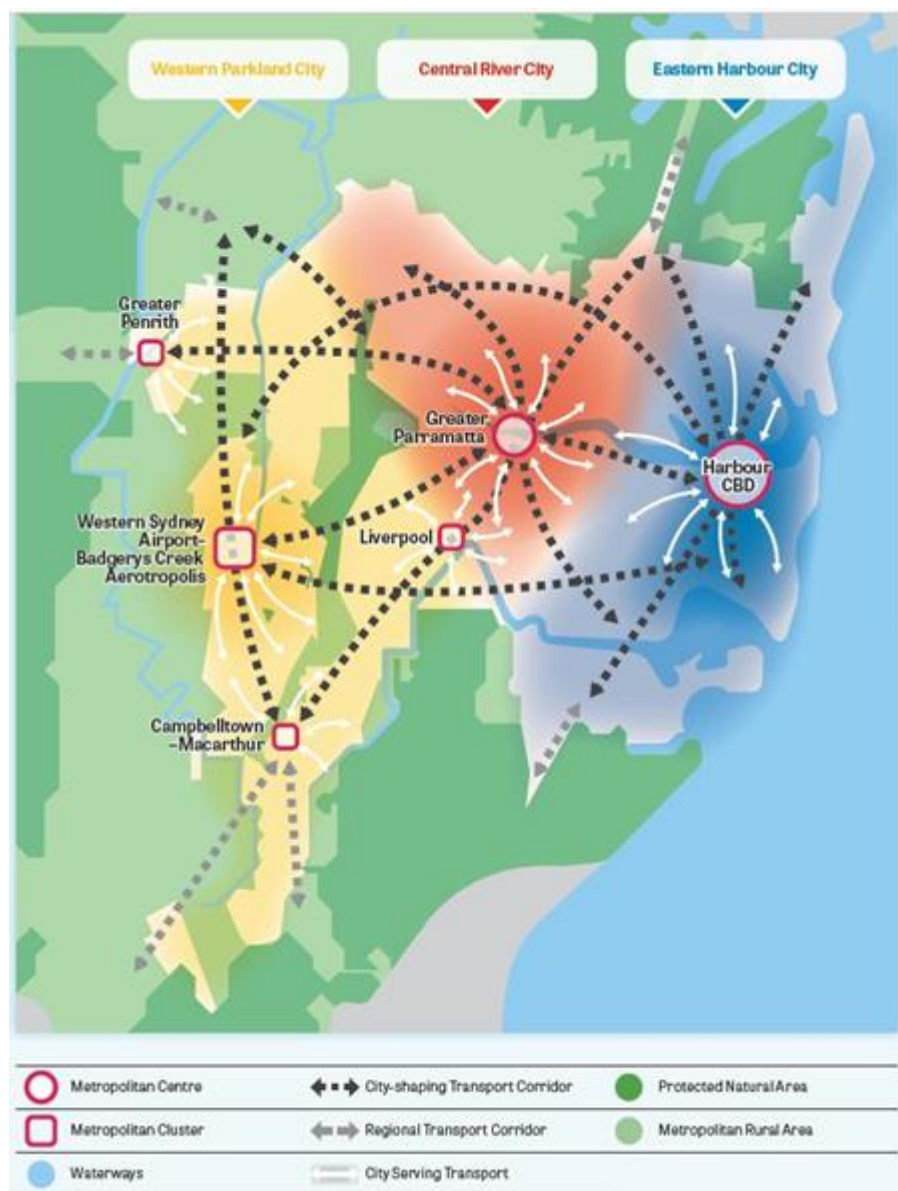 Western Parkland City
Central River City
Eastern Harbour City
Greater
Penrith
Greater
Parramatta
Harbour
CBD
Western Sydney
Airport-
Badgerys Creek
Aerotropolis
Liverpool
Campbelltown
-Macarthur
Metropolitan Centre
City-shaping Transport Corridor
Protected Natural Area
Metropolitan Cluster
Regional Transport Corridor
Metropolitan Rural Area
Waterways
City Serving Transport